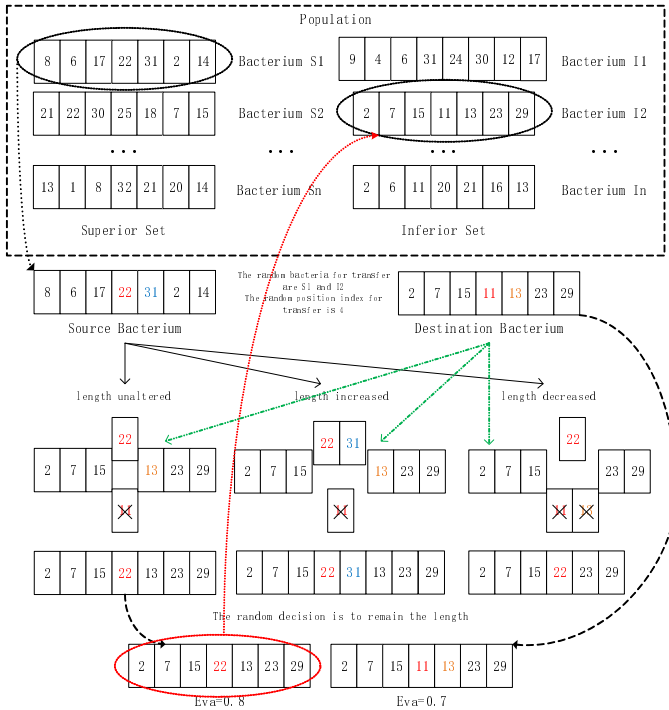 Population
8 6 17 22 31 2 14 Bacterium S1 9 4 6 31 24 30 12 17 Bacterium I1
21 22 30 25 18 7 15 Bacterium S2 2 7 15 11 13 23 29 Bacterium I2
... ... ... ...
13 1 8 32 21 20 14 Bacterium Sn 2 6 11 20 21 16 13 Bacterium In
Superior Set Inferior Set
The random bacteria for transfer
are S1 and I2
The random position index for
transfer is 4
8 6 17 22 31 2 14 2 7 15 11 13 23 29
Source Bacterium Destination Bacterium
length unaltered length increased length decreased
22 22 31 22
2 7 15 13 23 29 2 7 15 13 23 29 2 7 15 23 29
11 11 11 13
2 7 15 22 13 23 29 2 7 15 22 31 13 23 29 2 7 15 22 23 29
The random decision is to remain the length
2 7 15 22 13 23 29 2 7 15 11 13 23 29
Eva=0.8 Eva=0.7